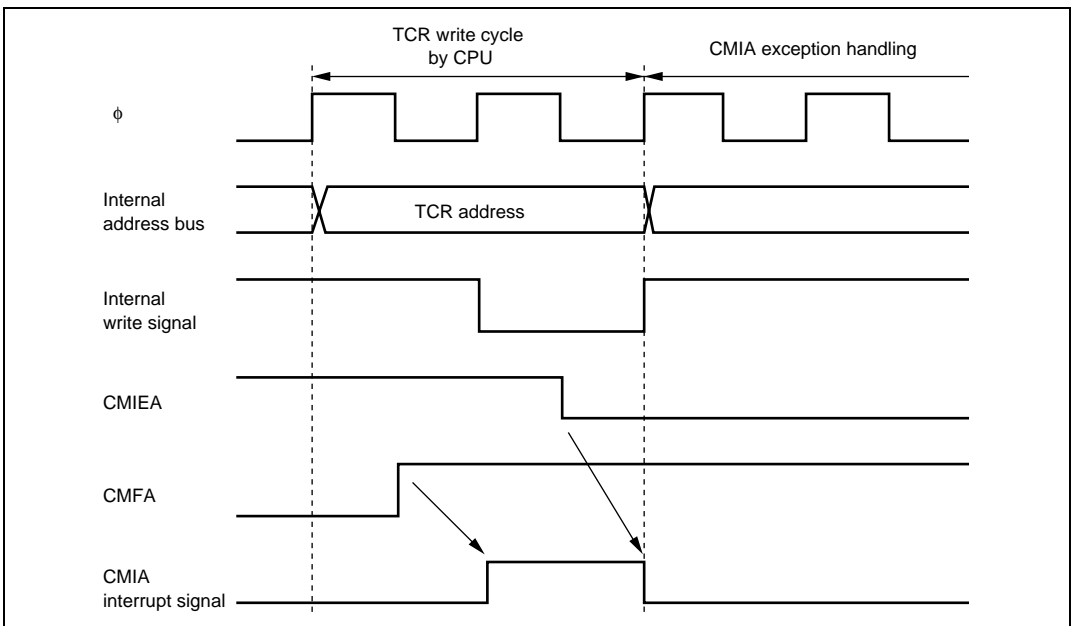 TCR write cycle
by CPU
CMIA exception handling
ϕ
Internal
address bus
TCR address
Internal
write signal
CMIEA
CMFA
CMIA
interrupt signal